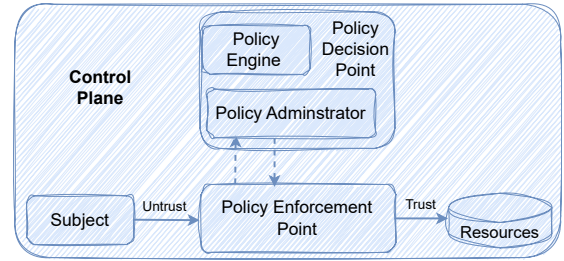 Control
Plane
Policy
Engine
Policy
Decision
Point
Policy Adminstrator
Subject
Untrust
Policy Enforcement
Point
Trust
Resources